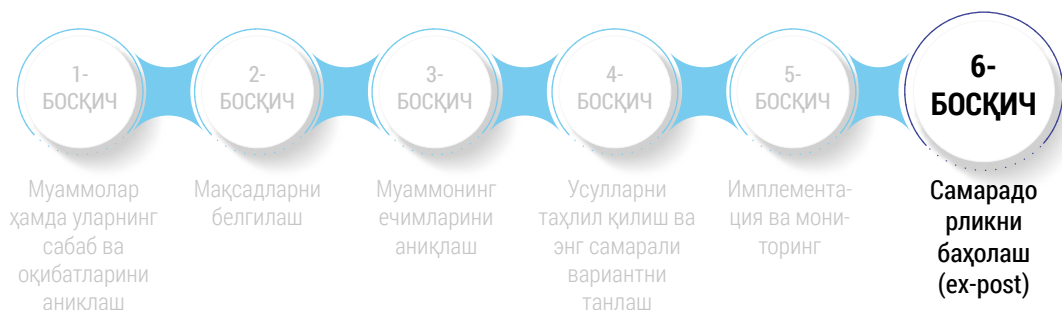 1-
БОСҚИЧ
Муаммолар
ҳамда уларнинг
сабаб ва
оқибатларини
аниқлаш
2-
БОСҚИЧ
Мақсадларни
белгилаш
3-
БОСҚИЧ
Муаммонинг
ечимларини
аниқлаш
4-
БОСҚИЧ
Усулларни
таҳлил қилиш ва
энг самарали
вариантни
танлаш
5-
БОСҚИЧ
Имплемента-
ция ва мони-
торинг
6-
БОСҚИЧ
Самарадо
рликни
баҳолаш
(ex-post)